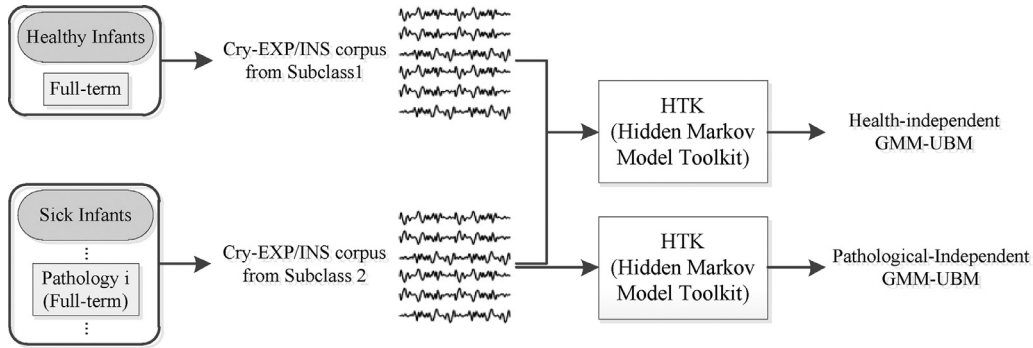 Healthy Infants
Full-term
Cry-EXP/INS corpus
from Subclass1
HTK
(Hidden Markov
Model Toolkit)
Health-independent
GMM-UBM
Sick Infants
⋮
Pathology i
(Full-term)
⋮
Cry-EXP/INS corpus
from Subclass 2
HTK
(Hidden Markov
Model Toolkit)
Pathological-Independent
GMM-UBM